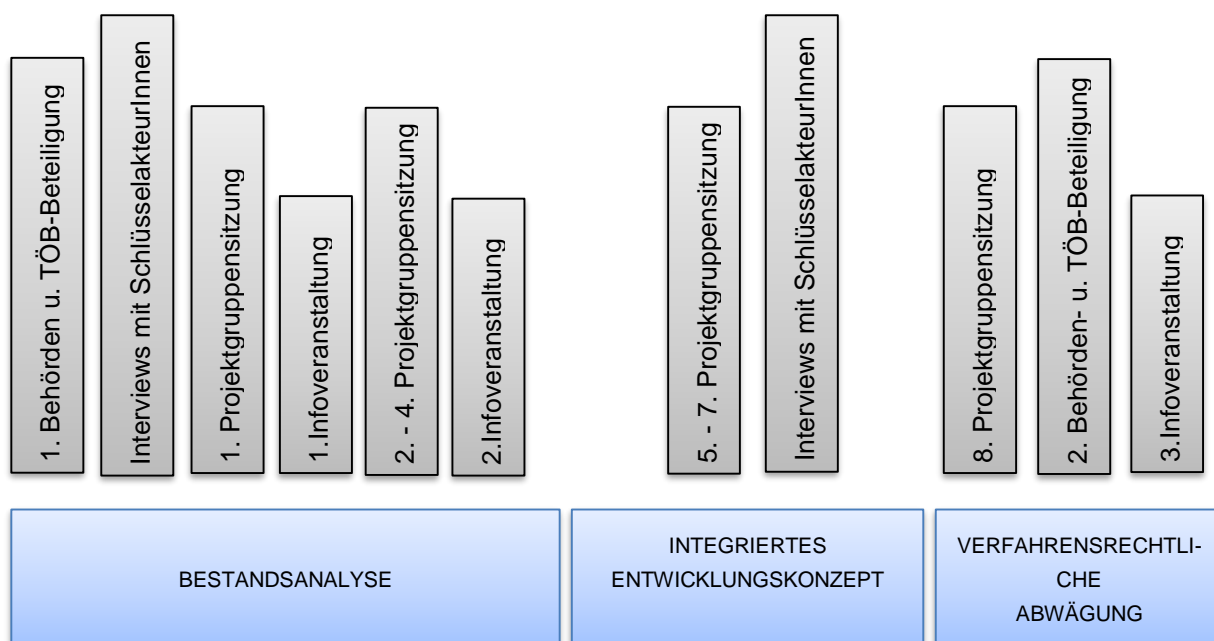 1. Behörden u. TÖB-Beteiligung
Interviews mit SchlüsselakteurInnen
1. Projektgruppensitzung
1.Infoveranstaltung
2. - 4. Projektgruppensitzung
2.Infoveranstaltung
5. - 7. Projektgruppensitzung
Interviews mit SchlüsselakteurInnen
8. Projektgruppensitzung
2. Behörden- u. TÖB-Beteiligung
3.Infoveranstaltung
BESTANDSANALYSE
INTEGRIERTES
ENTWICKLUNGSKONZEPT
VERFAHRENSRECHTLI-
CHE
ABWÄGUNG